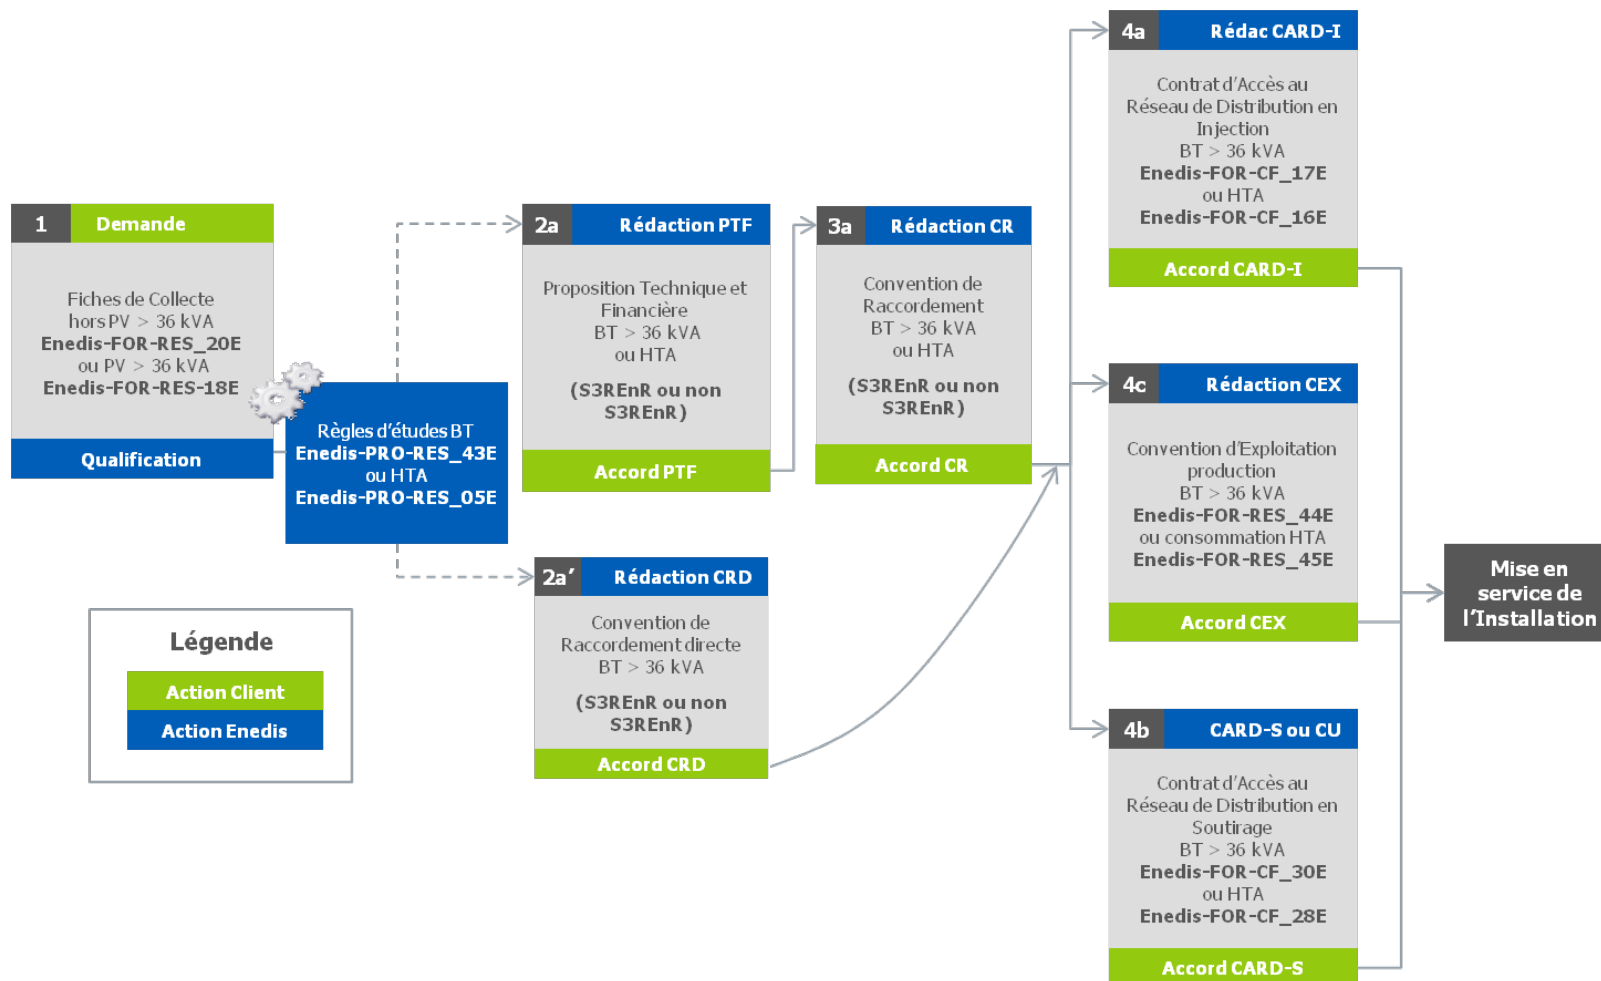 1 Demande
Fiches de Collecte
hors PV > 36 kVA
Enedis-FOR-RES_20E
ou PV > 36 kVA
Enedis-FOR-RES-18E
Qualification
Règles d'études BT
Enedis-PRO-RES_43E
ou HTA
Enedis-PRO-RES_05E
2a Rédaction PTF
Proposition Technique et
Financière
BT > 36 kVA
ou HTA
(S3REnR ou non
S3REnR)
Accord PTF
2a' Rédaction CRD
Convention de
Raccordement directe
BT > 36 kVA
(S3REnR ou non
S3REnR)
Accord CRD
3a Rédaction CR
Convention de
Raccordement
BT > 36 kVA
ou HTA
(S3REnR ou non
S3REnR)
Accord CR
4a Rédac CARD-I
Contrat d'Accès au
Réseau de Distribution en
Injection
BT > 36 kVA
Enedis-FOR-CF_17E
ou HTA
Enedis-FOR-CF_16E
Accord CARD-I
4c Rédaction CEX
Convention d'Exploitation
production
BT > 36 kVA
Enedis-FOR-RES_44E
ou consommation HTA
Enedis-FOR-RES_45E
Accord CEX
4b CARD-S ou CU
Contrat d'Accès au
Réseau de Distribution en
Soutirage
BT > 36 kVA
Enedis-FOR-CF_30E
ou HTA
Enedis-FOR-CF_28E
Accord CARD-S
Mise en
service de
l'Installation
Légende
Action Client
Action Enedis